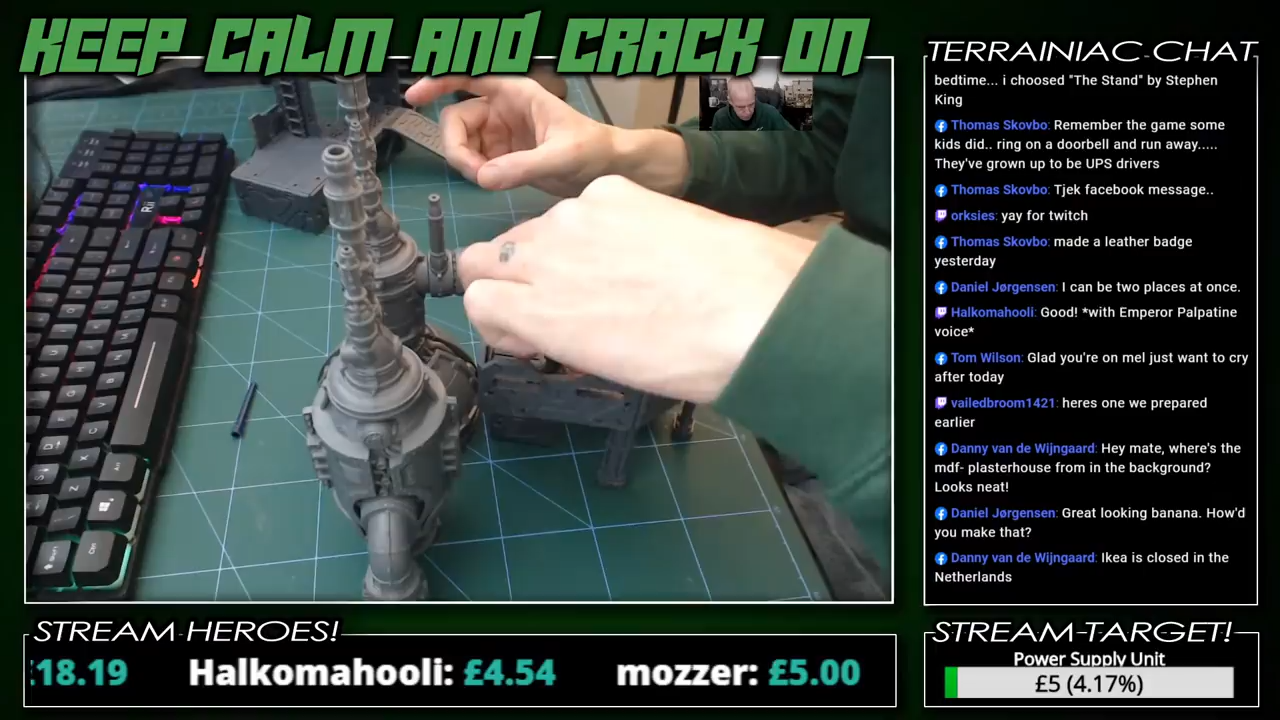 KEEP CALM AND CRACK ON
TERRAINIAC CHAT
bedtime... i choosed "The Stand" by Stephen
King
Thomas Skovbo: Remember the game some
kids did.. ring on a doorbell and run away.....
They've grown up to be UPS drivers
Thomas Skovbo: Tjek facebook message..
orksies: yay for twitch
Thomas Skovbo: made a leather badge
yesterday
Daniel Jørgensen: I can be two places at once.
Halkomahooli: Good! *with Emperor Palpatine
voice*
Tom Wilson: Glad you're on mel just want to cry
after today
vailedbroom1421: heres one we prepared
earlier
Danny van de Wijngaard: Hey mate, where's the
mdf- plasterhouse from in the background?
Looks neat!
Daniel Jørgensen: Great looking banana. How'd
you make that?
Danny van de Wijngaard: Ikea is closed in the
Netherlands
Rii
STREAM HEROES!
18.19 Halkomahooli: £4.54 mozzer: £5.00
STREAM TARGET!
Power Supply Unit
£5 (4.17%)